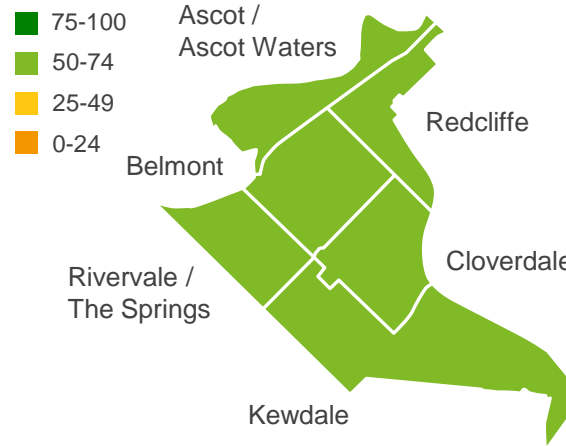 75-100
50-74
25-49
0-24
Ascot /
Ascot Waters
Redcliffe
Belmont
Cloverdale
Rivervale /
The Springs
Kewdale